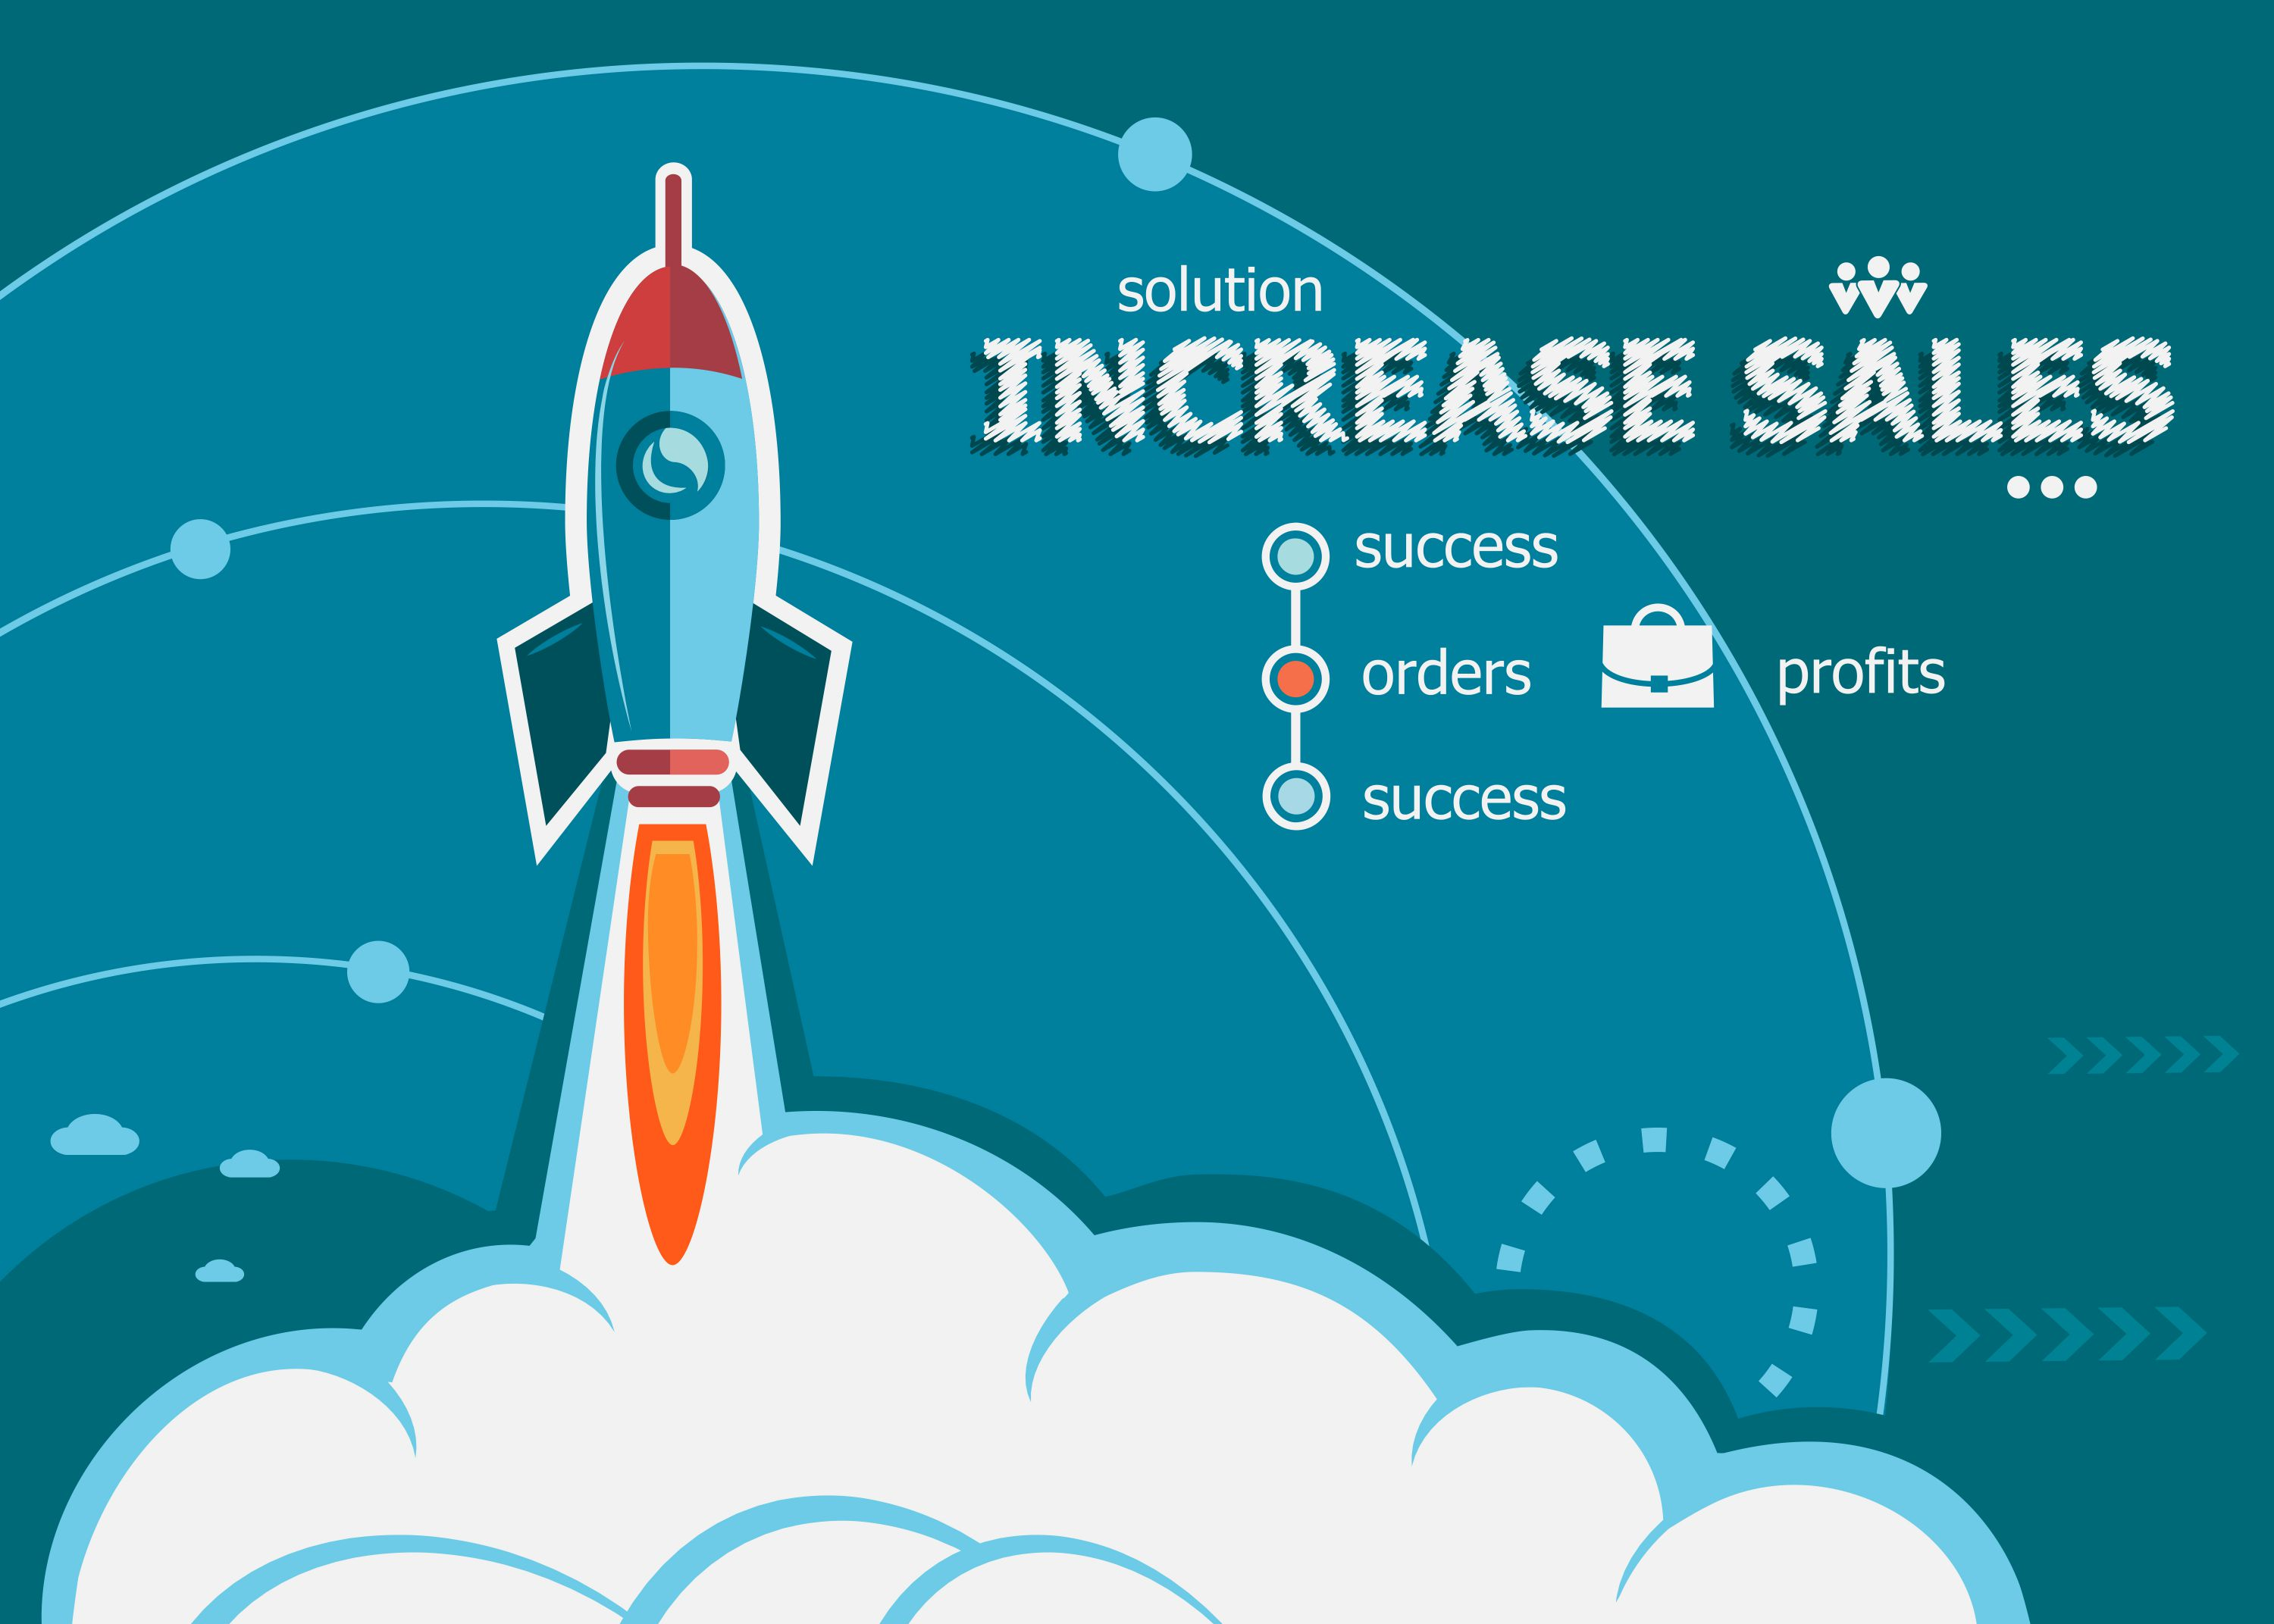 solution
INCREASE SALES
success
orders
profits
success